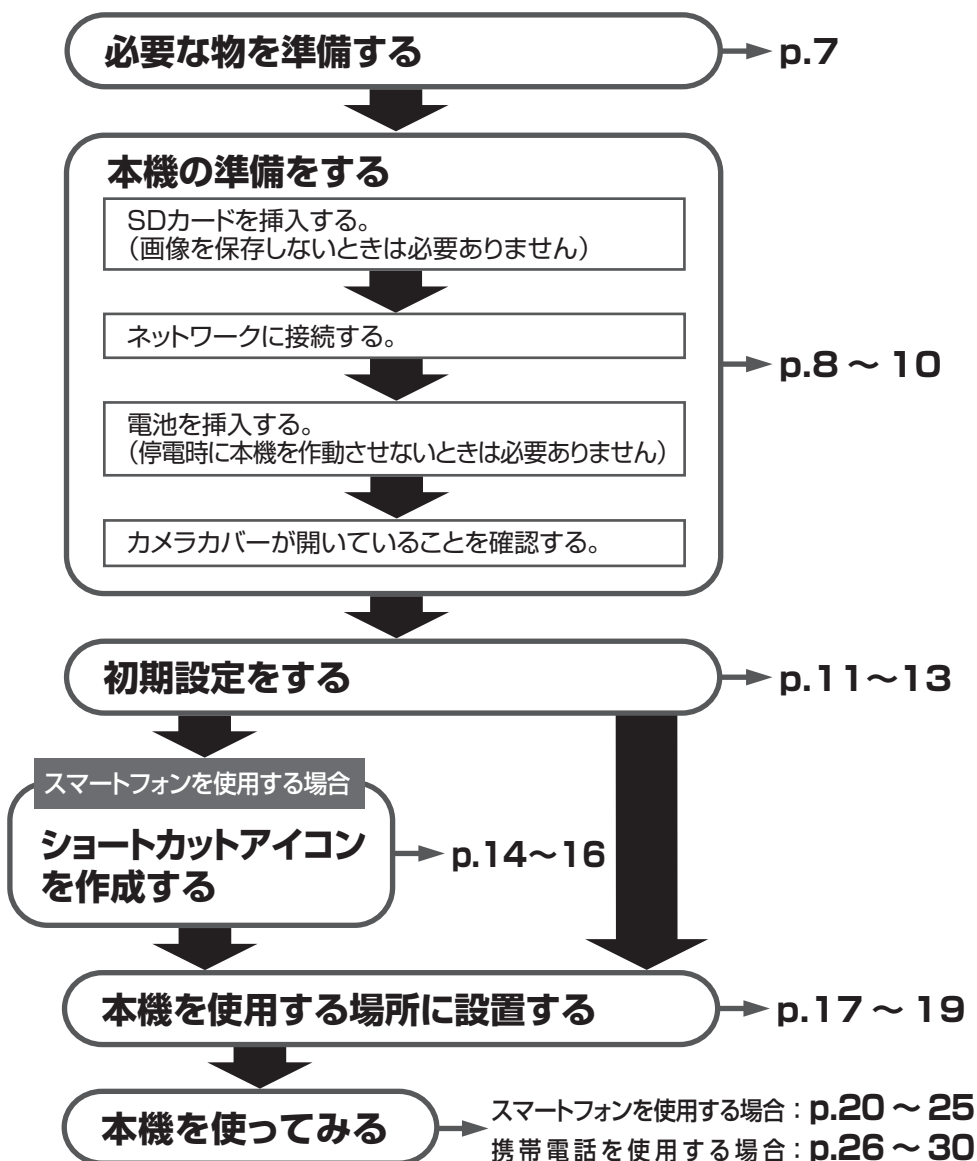 必要な物を準備する
p.7
本機の準備をする
SDカードを挿入する。
（画像を保存しないときは必要ありません）
ネットワークに接続する。
電池を挿入する。
（停電時に本機を作動させないときは必要ありません）
カメラカバーが開いていることを確認する。
p.8 ～ 10
初期設定をする
p.11～13
スマートフォンを使用する場合
ショートカットアイコン
を作成する
p.14～16
本機を使用する場所に設置する
p.17 ～ 19
本機を使ってみる
スマートフォンを使用する場合：p.20 ～ 25
携帯電話を使用する場合：p.26 ～ 30